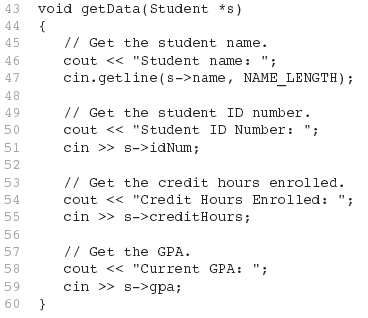 43 void getData(Student *s)
44 {
45    // Get the student name.
46    cout << "Student name: ";
47    cin.getline(s->name, NAME_LENGTH);
48
49    // Get the student ID number.
50    cout << "Student ID Number: ";
51    cin >> s->idNum;
52
53    // Get the credit hours enrolled.
54    cout << "Credit Hours Enrolled: ";
55    cin >> s->creditHours;
56
57    // Get the GPA.
58    cout << "Current GPA: ";
59    cin >> s->gpa;
60 }